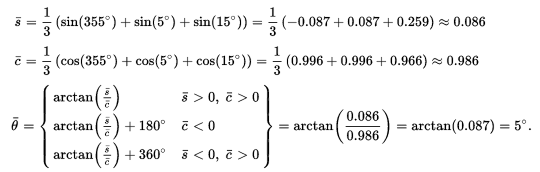 s̄ = 1/3 (sin(355°) + sin(5°) + sin(15°)) = 1/3 (−0.087 + 0.087 + 0.259) ≈ 0.086
c̄ = 1/3 (cos(355°) + cos(5°) + cos(15°)) = 1/3 (0.996 + 0.996 + 0.966) ≈ 0.986
θ̄ = { arctan(s̄/c̄) s̄ > 0, c̄ > 0
arctan(s̄/c̄) + 180° c̄ < 0
arctan(s̄/c̄) + 360° s̄ < 0, c̄ > 0 } = arctan(0.086/0.986) = arctan(0.087) = 5°.